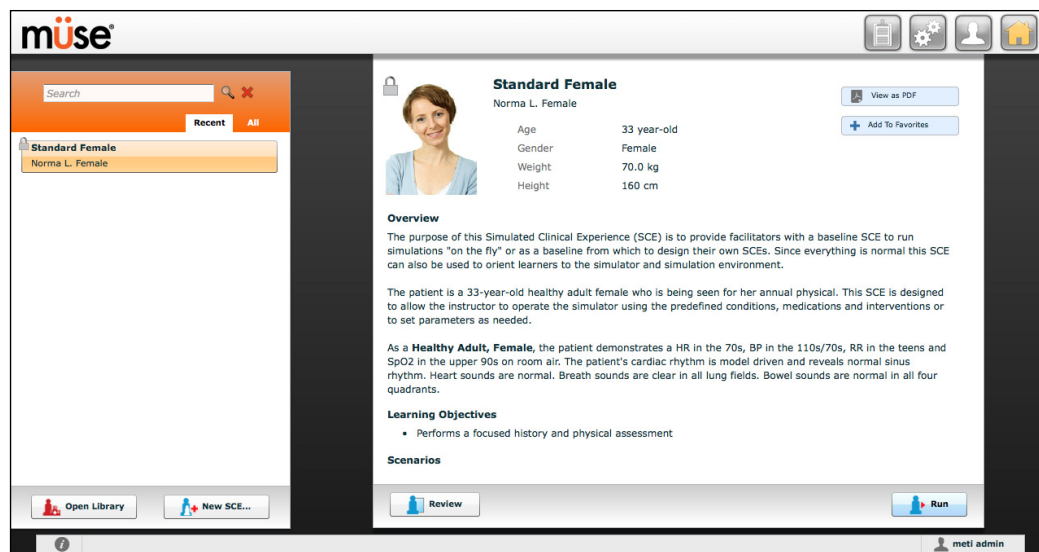 müse
Search
Recent All
Standard Female
Norma L. Female
Open Library
New SCE...
Standard Female
Norma L. Female
Age 33 year-old
Gender Female
Weight 70.0 kg
Height 160 cm
View as PDF
Add To Favorites
Overview
The purpose of this Simulated Clinical Experience (SCE) is to provide facilitators with a baseline SCE to run
simulations "on the fly" or as a baseline from which to design their own SCEs. Since everything is normal this SCE
can also be used to orient learners to the simulator and simulation environment.
The patient is a 33-year-old healthy adult female who is being seen for her annual physical. This SCE is designed
to allow the instructor to operate the simulator using the predefined conditions, medications and interventions or
to set parameters as needed.
As a Healthy Adult, Female, the patient demonstrates a HR in the 70s, BP in the 110s/70s, RR in the teens and
SpO2 in the upper 90s on room air. The patient's cardiac rhythm is model driven and reveals normal sinus
rhythm. Heart sounds are normal. Breath sounds are clear in all lung fields. Bowel sounds are normal in all four
quadrants.
Learning Objectives
• Performs a focused history and physical assessment
Scenarios
Review
Run
meti admin